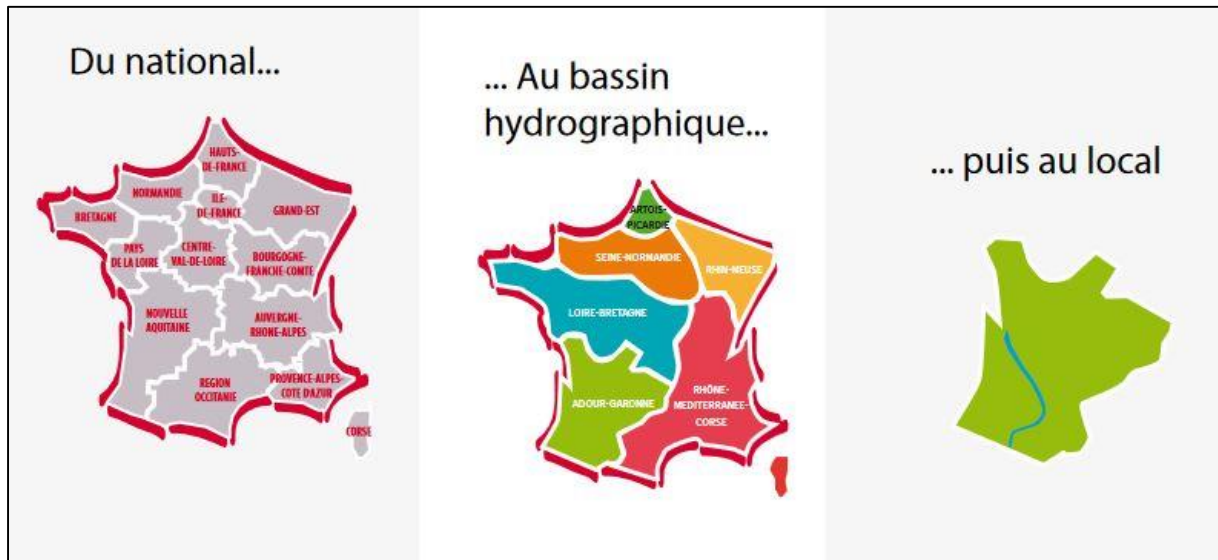 Du national...
HAUTS-
DE-FRANCE
NORMANDIE
ILE-
DE-FRANCE
GRAND-EST
BRETAGNE
PAYS
DE LA LOIRE
CENTRE-
VAL-DE-LOIRE
BOURGOGNE-
FRANCHE-COMTE
NOUVELLE
AQUITAINE
AUVERGNE-
RHONE-ALPES
REGION
OCCITANIE
PROVENCE-ALPES-
COTE D'AZUR
CORSE
... Au bassin
hydrographique...
ARTOIS-
PICARDIE
SEINE-NORMANDIE
RHIN-MEUSE
LOIRE-BRETAGNE
ADOUR-GARONNE
RHÔNE-
MEDITERRANEE-
CORSE
... puis au local